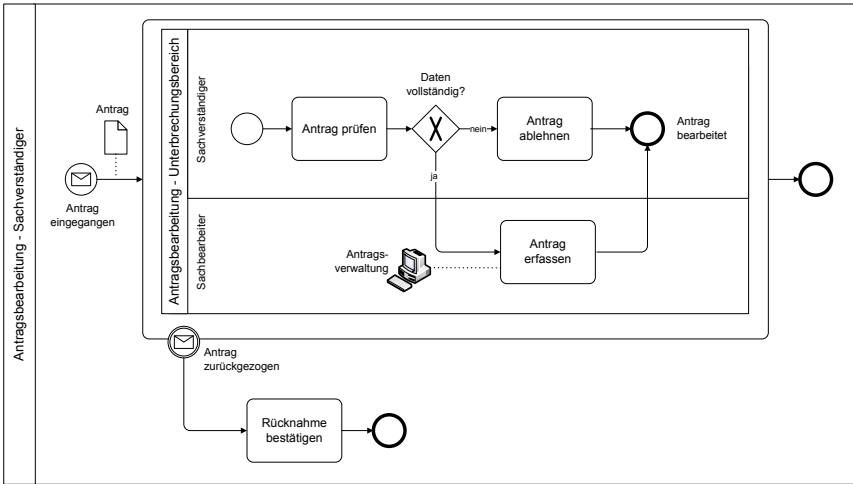 Antragsbearbeitung - Sachverständiger
Antrag
Antrag
eingegangen
Antragsbearbeitung - Unterbrechungsbereich
Sachverständiger
Antrag prüfen
Daten
vollständig?
nein
ja
Antrag
ablehnen
Antrag
bearbeitet
Sachbearbeiter
Antrags-
verwaltung
Antrag
erfassen
Antrag
zurückgezogen
Rücknahme
bestätigen